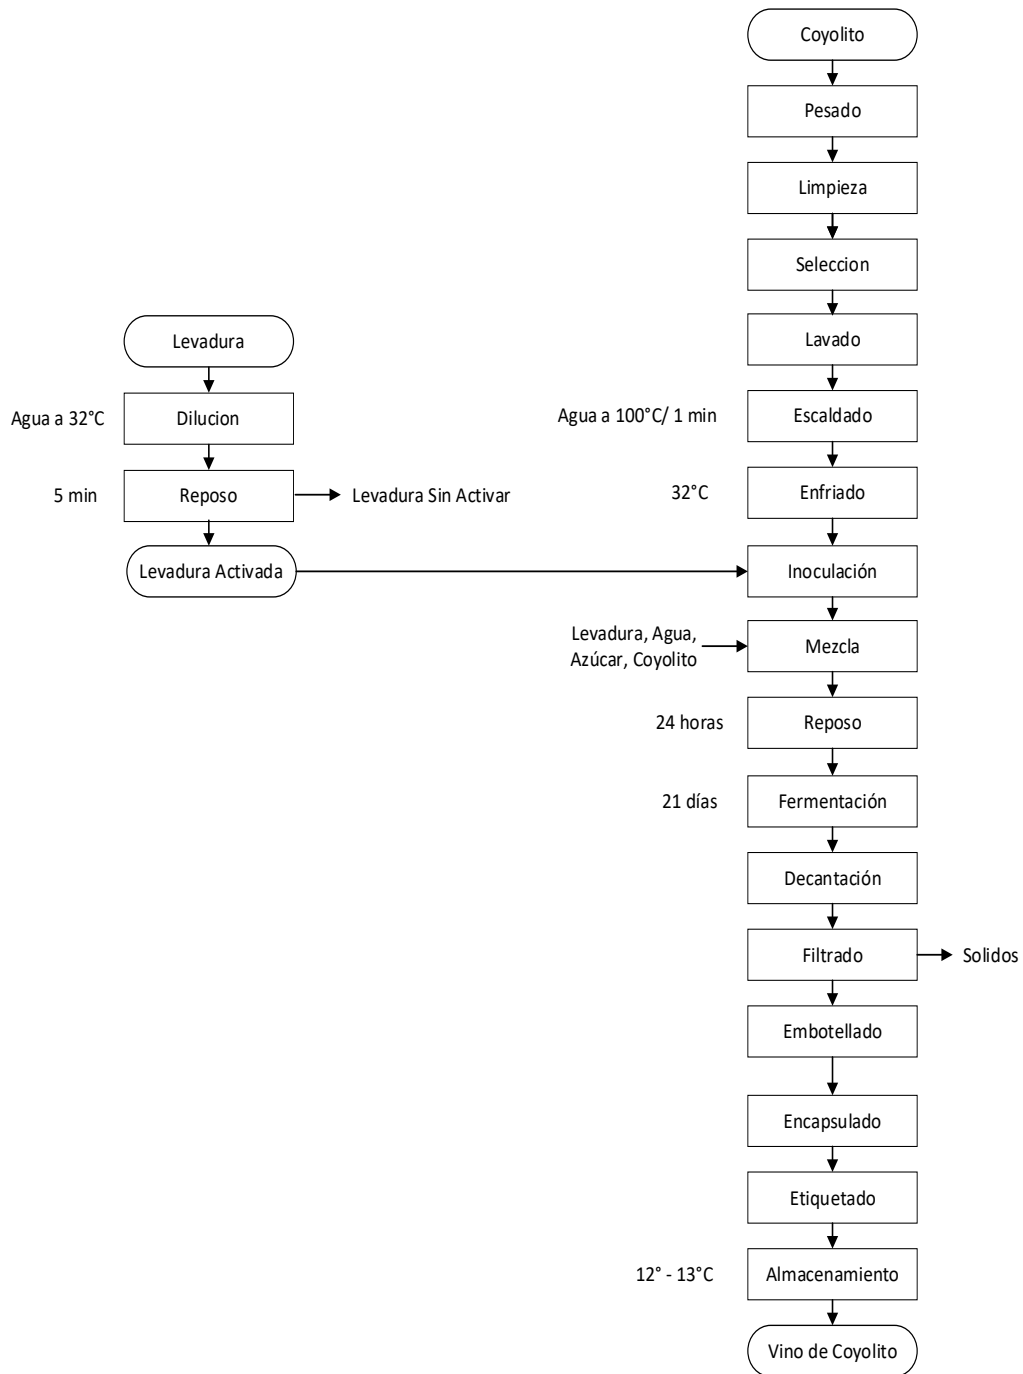 Coyolito
Pesado
Limpieza
Seleccion
Lavado
Levadura
Agua a 32°C
Dilucion
Agua a 100°C/ 1 min
Escaldado
5 min
Reposo
Levadura Sin Activar
32°C
Enfriado
Levadura Activada
Inoculación
Levadura, Agua,
Azúcar, Coyolito
Mezcla
24 horas
Reposo
21 días
Fermentación
Decantación
Filtrado
Solidos
Embotellado
Encapsulado
Etiquetado
12° - 13°C
Almacenamiento
Vino de Coyolito